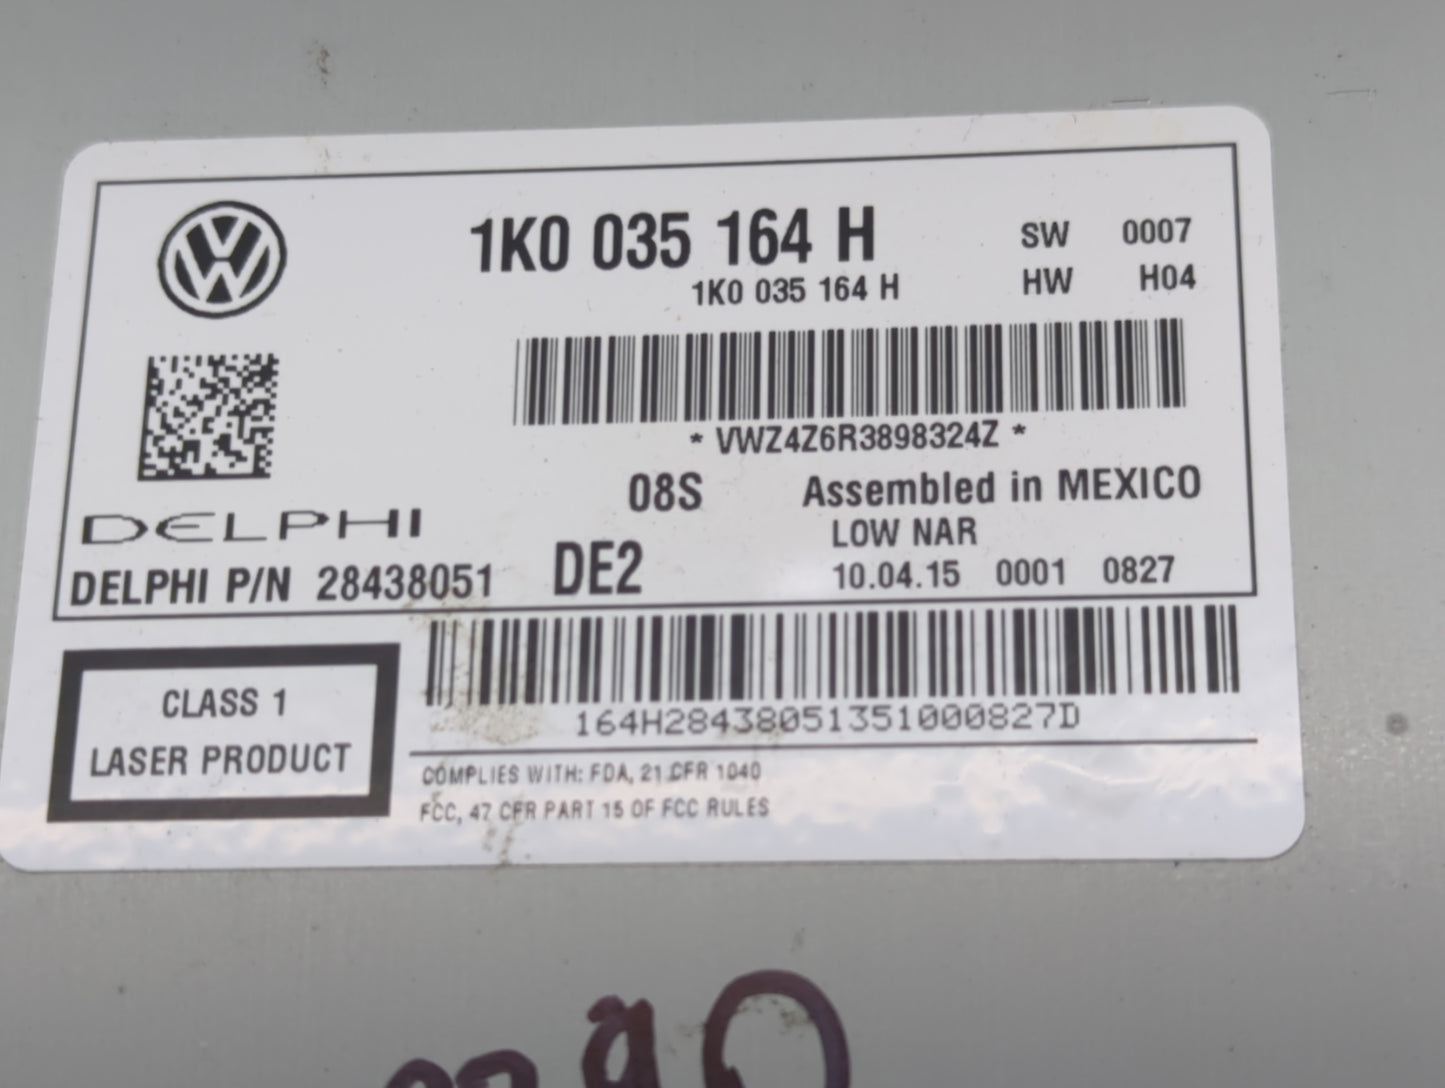 1K0 035 164 H
1K0 035 164 H
SW 0007
HW H04
* VWZ4Z6R3898324Z *
08S
Assembled in MEXICO
LOW NAR
DELPHI
DELPHI P/N 28438051
DE2
10.04.15 0001 0827
164H28438051351000827D
CLASS 1
LASER PRODUCT
COMPLIES WITH: FDA, 21 CFR 1040
FCC, 47 CFR PART 15 OF FCC RULES